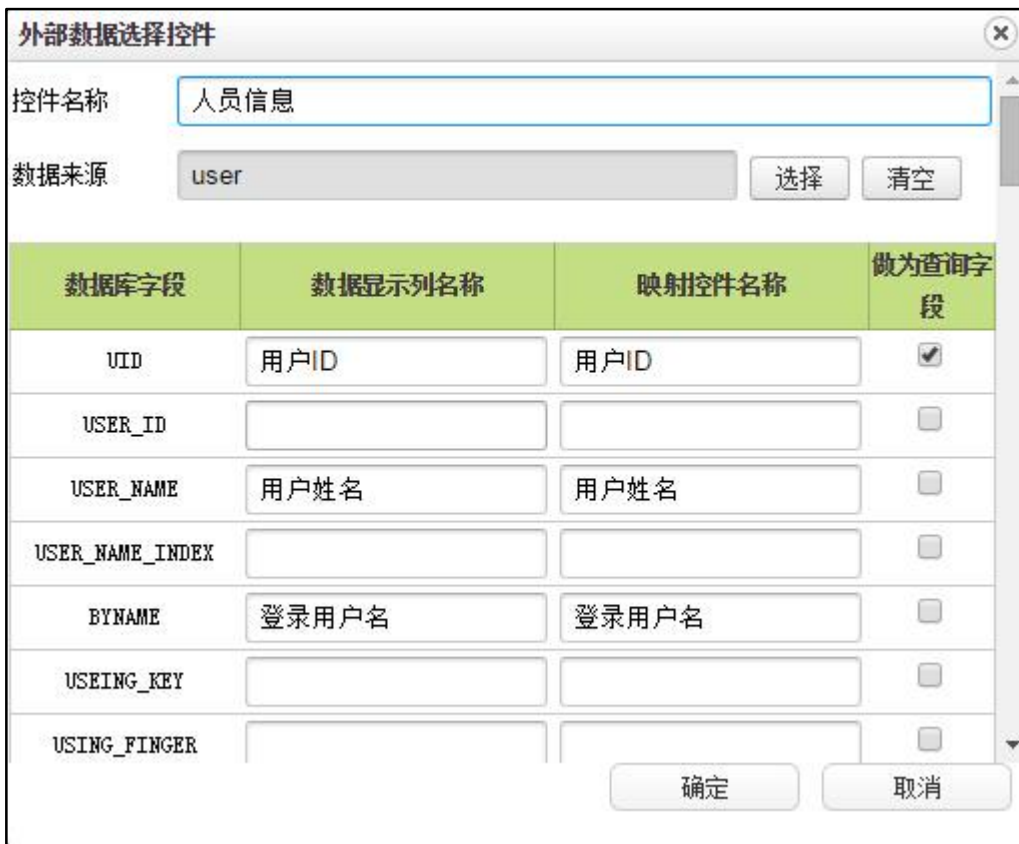 外部数据选择控件
控件名称 人员信息
数据来源 user 选择 清空
数据库字段 数据显示列名称 映射控件名称 做为查询字段
UID 用户ID 用户ID
USER_ID
USER_NAME 用户姓名 用户姓名
USER_NAME_INDEX
BYNAME 登录用户名 登录用户名
USEING_KEY
USING_FINGER
确定 取消